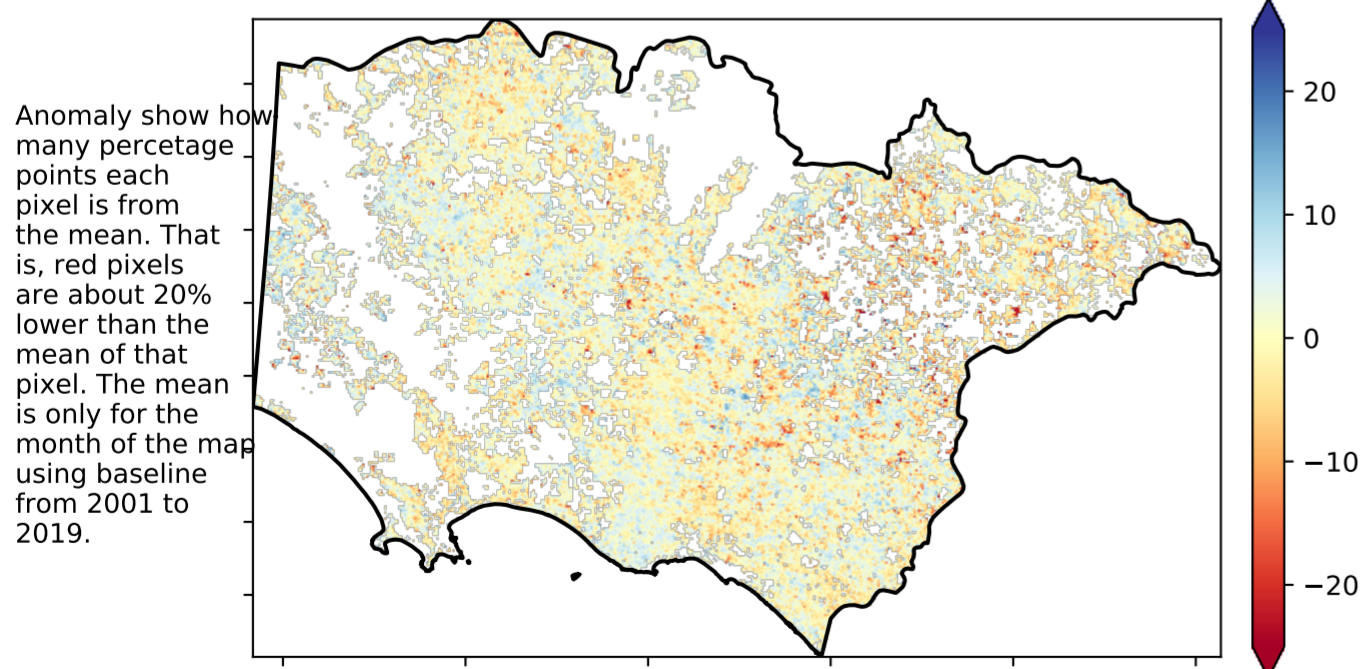 Anomaly show how
many percetage
points each
pixel is from
the mean. That
is, red pixels
are about 20%
lower than the
mean of that
pixel. The mean
is only for the
month of the map
using baseline
from 2001 to
2019.
20
10
0
−10
−20